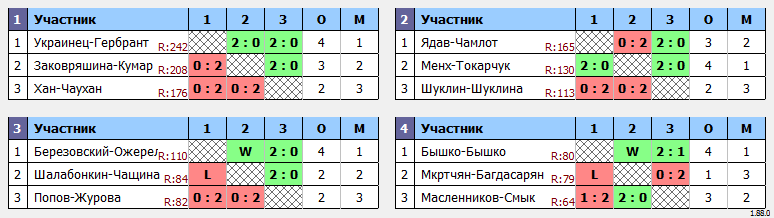 1 Участник 1 2 3 О М
1 Украинец-Гербрант R:242 2 : 0 2 : 0 4 1
2 Заковряшина-Кумар R:208 0 : 2 2 : 0 3 2
3 Хан-Чаухан R:176 0 : 2 0 : 2 2 3
2 Участник 1 2 3 О М
1 Ядав-Чамлот R:165 0 : 2 2 : 0 3 2
2 Менх-Токарчук R:130 2 : 0 2 : 0 4 1
3 Шуклин-Шуклина R:113 0 : 2 0 : 2 2 3
3 Участник 1 2 3 О М
1 Березовский-Ожерел R:110 W 2 : 0 4 1
2 Шалабонкин-Чащина R:84 L 2 : 0 2 2
3 Попов-Журова R:82 0 : 2 0 : 2 2 3
4 Участник 1 2 3 О М
1 Бышко-Бышко R:80 W 2 : 1 4 1
2 Мкртчян-Багдасарян R:79 L 0 : 2 1 3
3 Масленников-Смык R:64 1 : 2 2 : 0 3 2
1.88.0